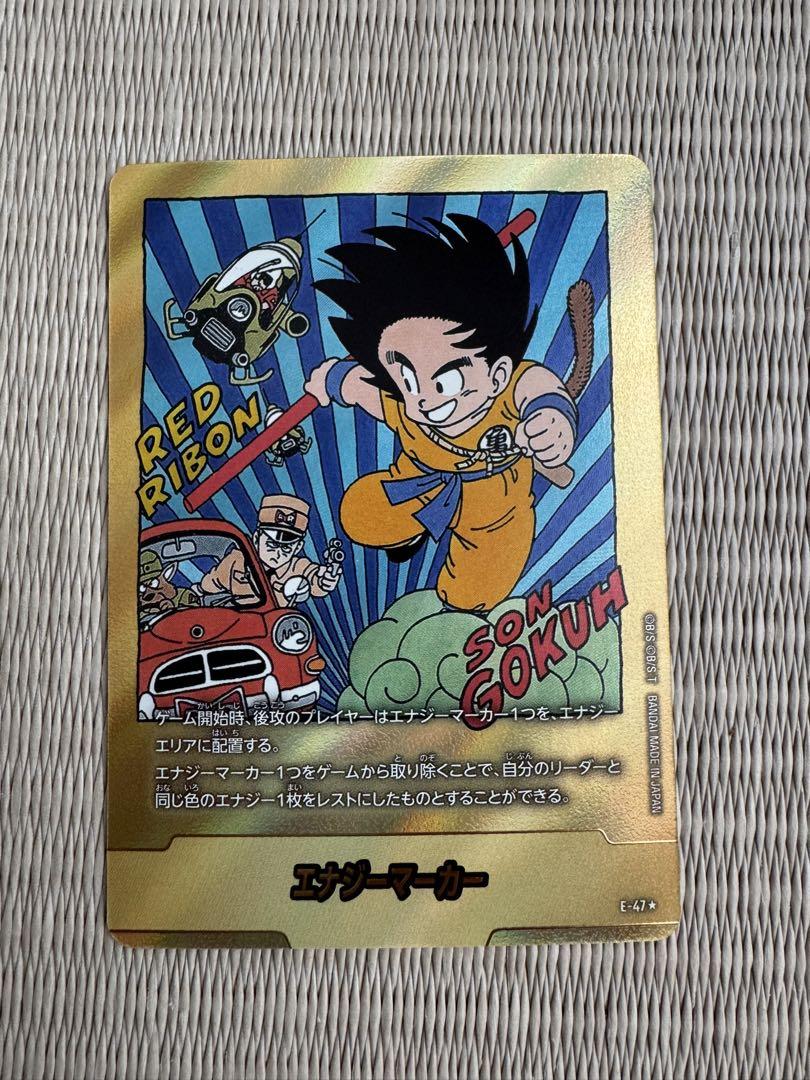 RED
RIBON
亀
SON
GOKUH
ゲーム開始時、後攻のプレイヤーはエナジーマーカー1つを、エナジー
エリアに配置する。
エナジーマーカー1つをゲームから取り除くことで、自分のリーダーと
同じ色のエナジー1枚をレストにしたものとすることができる。
エナジーマーカー
E-47★
©B/S ©B/S.T BANDAI MADE IN JAPAN